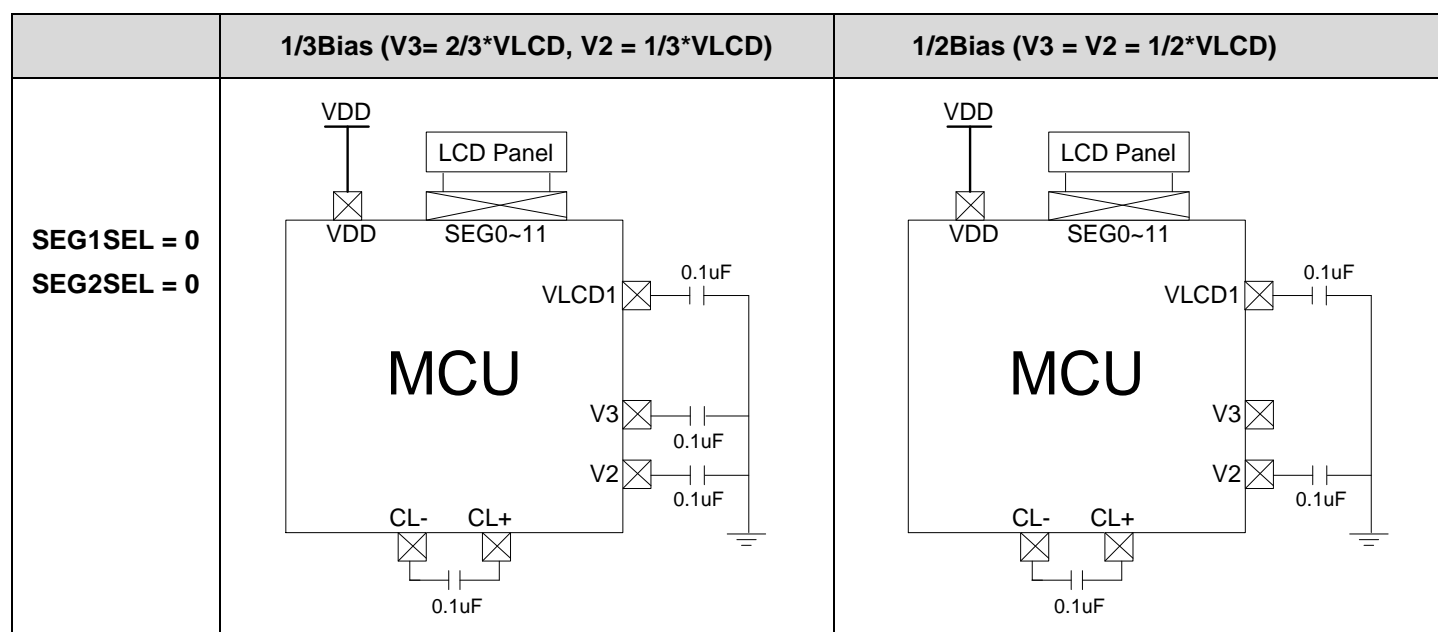 1/3Bias (V3= 2/3*VLCD, V2 = 1/3*VLCD)
1/2Bias (V3 = V2 = 1/2*VLCD)
SEG1SEL = 0
SEG2SEL = 0
VDD
LCD Panel
VDD
SEG0~11
VLCD1
0.1uF
MCU
V3
0.1uF
V2
0.1uF
CL-
CL+
0.1uF
VDD
LCD Panel
VDD
SEG0~11
VLCD1
0.1uF
MCU
V3
V2
0.1uF
CL-
CL+
0.1uF